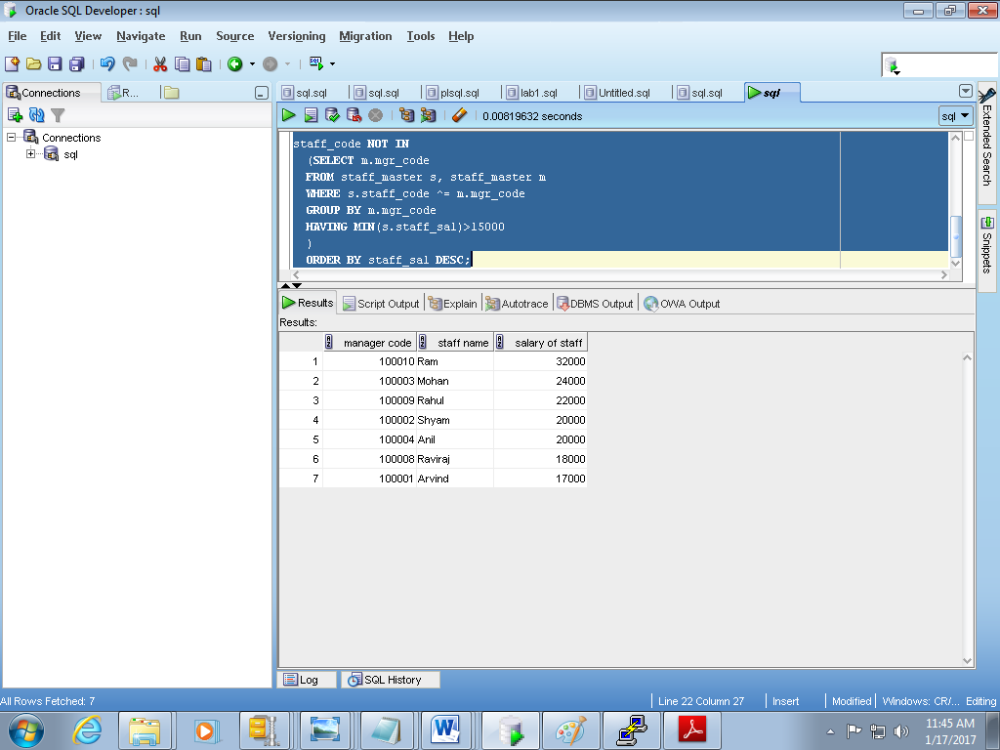 Oracle SQL Developer : sql
File Edit View Navigate Run Source Versioning Migration Tools Help
Connections R...
sql.sql sql.sql plsql.sql lab1.sql Untitled.sql sql.sql sql
0.00819632 seconds sql
Connections
sql
staff_code NOT IN
(SELECT m.mgr_code
FROM staff_master s, staff_master m
WHERE s.staff_code ^= m.mgr_code
GROUP BY m.mgr_code
HAVING MIN(s.staff_sal)>15000
)
ORDER BY staff_sal DESC;
Extended Search
Snippets
Results Script Output Explain Autotrace DBMS Output OWA Output
Results:
manager code staff name salary of staff
1 100010 Ram 32000
2 100003 Mohan 24000
3 100009 Rahul 22000
4 100002 Shyam 20000
5 100004 Anil 20000
6 100008 Raviraj 18000
7 100001 Arvind 17000
Log SQL History
All Rows Fetched: 7 Line 22 Column 27 Insert Modified Windows: CR/... Editing
11:45 AM
1/17/2017